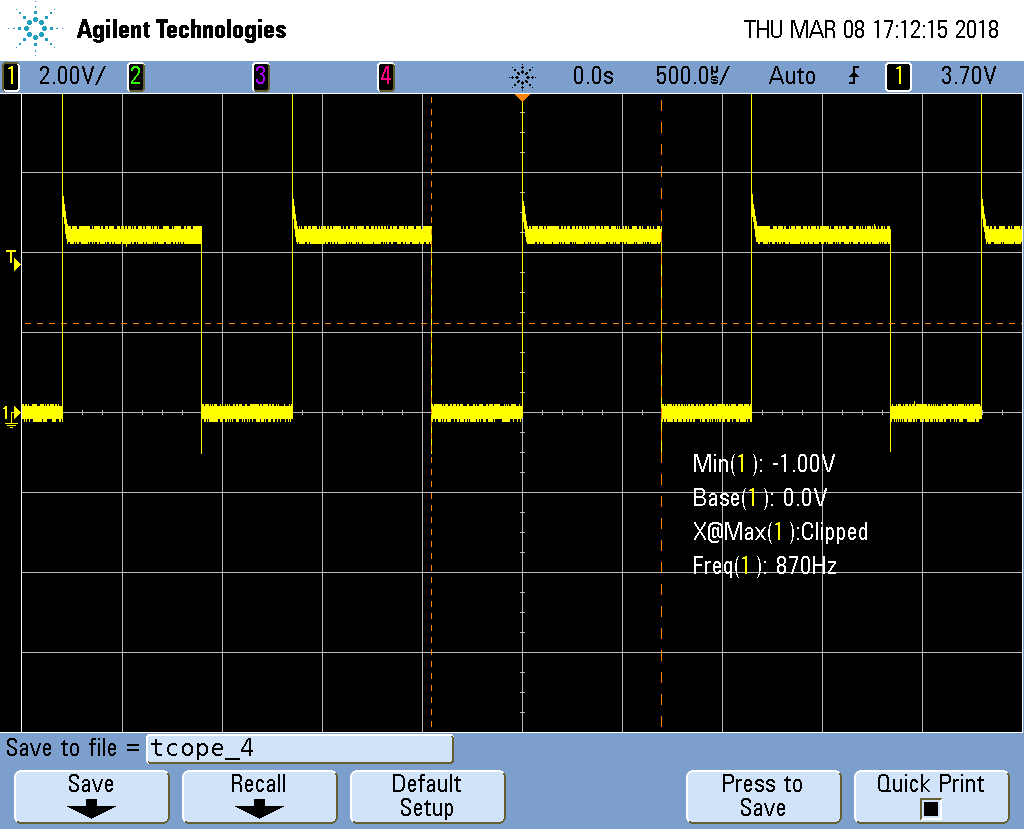 Agilent Technologies THU MAR 08 17:12:15 2018
1 2.00V/ 2 3 4 0.0s 500.0µs/ Auto 1 3.70V
T
1
Min(1): -1.00V
Base(1): 0.0V
X@Max(1):Clipped
Freq(1): 870Hz
Save to file = tcope_4
Save Recall Default Setup Press to Save Quick Print